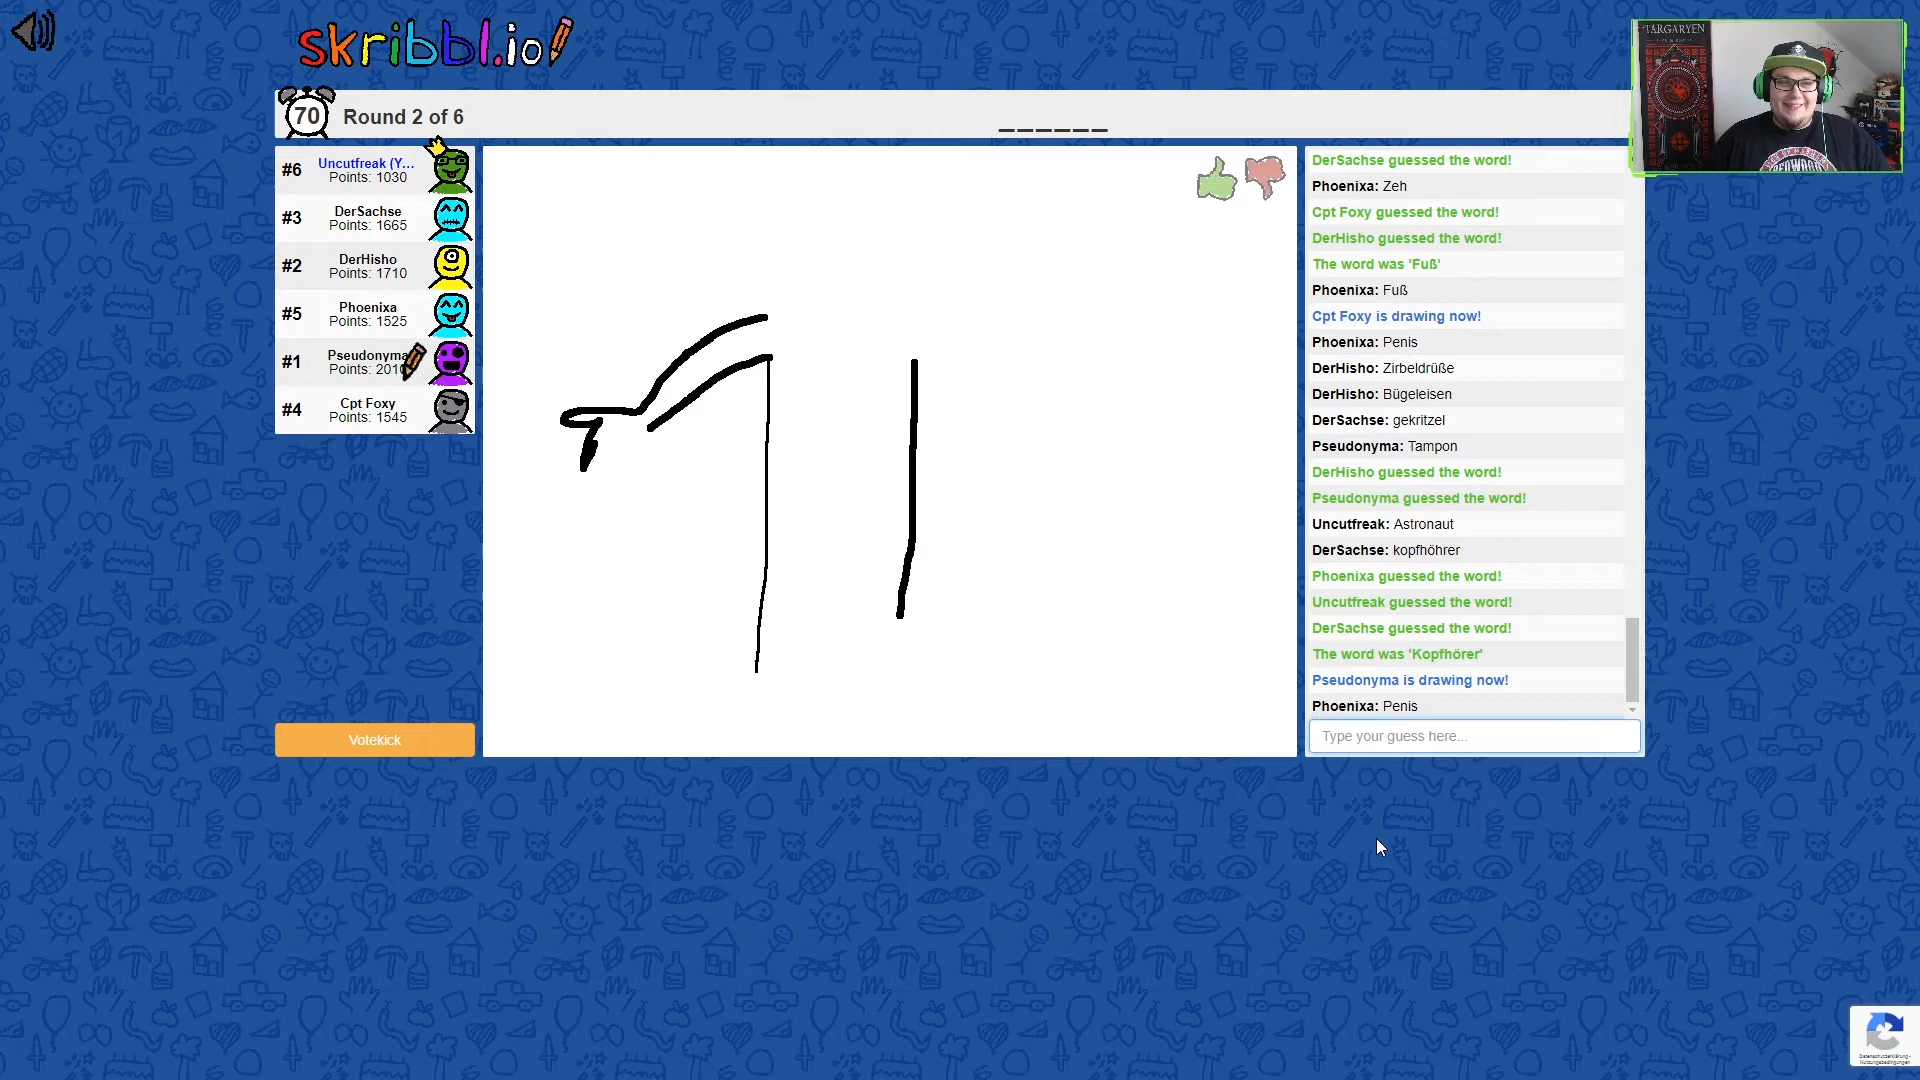 skribbl.io
TARGARYEN
70
Round 2 of 6
______
#6
Uncutfreak (Y...
Points: 1030
#3
DerSachse
Points: 1665
#2
DerHisho
Points: 1710
#5
Phoenixa
Points: 1525
#1
Pseudonyma
Points: 2010
#4
Cpt Foxy
Points: 1545
Votekick
DerSachse guessed the word!
Phoenixa: Zeh
Cpt Foxy guessed the word!
DerHisho guessed the word!
The word was 'Fuß'
Phoenixa: Fuß
Cpt Foxy is drawing now!
Phoenixa: Penis
DerHisho: Zirbeldrüße
DerHisho: Bügeleisen
DerSachse: gekritzel
Pseudonyma: Tampon
DerHisho guessed the word!
Pseudonyma guessed the word!
Uncutfreak: Astronaut
DerSachse: kopfhöhrer
Phoenixa guessed the word!
Uncutfreak guessed the word!
DerSachse guessed the word!
The word was 'Kopfhörer'
Pseudonyma is drawing now!
Phoenixa: Penis
Type your guess here...
Datenschutzerklärung -
Nutzungsbedingungen